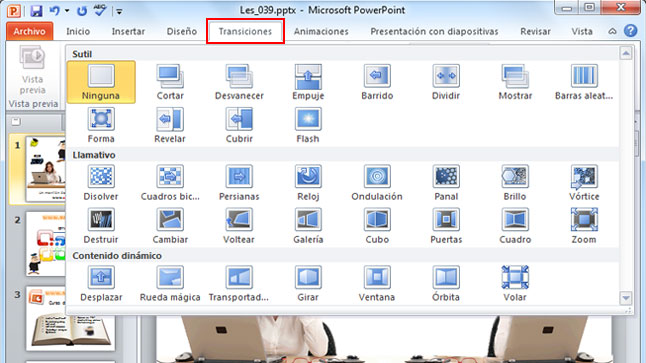 Les_039.pptx - Microsoft PowerPoint
Archivo Inicio Insertar Diseño Transiciones Animaciones Presentación con diapositivas Revisar Vista
Vista previa
Vista previa
Sutil
Ninguna Cortar Desvanecer Empuje Barrido Dividir Mostrar Barras aleat...
Forma Revelar Cubrir Flash
Llamativo
Disolver Cuadros bic... Persianas Reloj Ondulación Panal Brillo Vórtice
Destruir Cambiar Voltear Galería Cubo Puertas Cuadro Zoom
Contenido dinámico
Desplazar Rueda mágica Transportad... Girar Ventana Órbita Volar
1
2
3